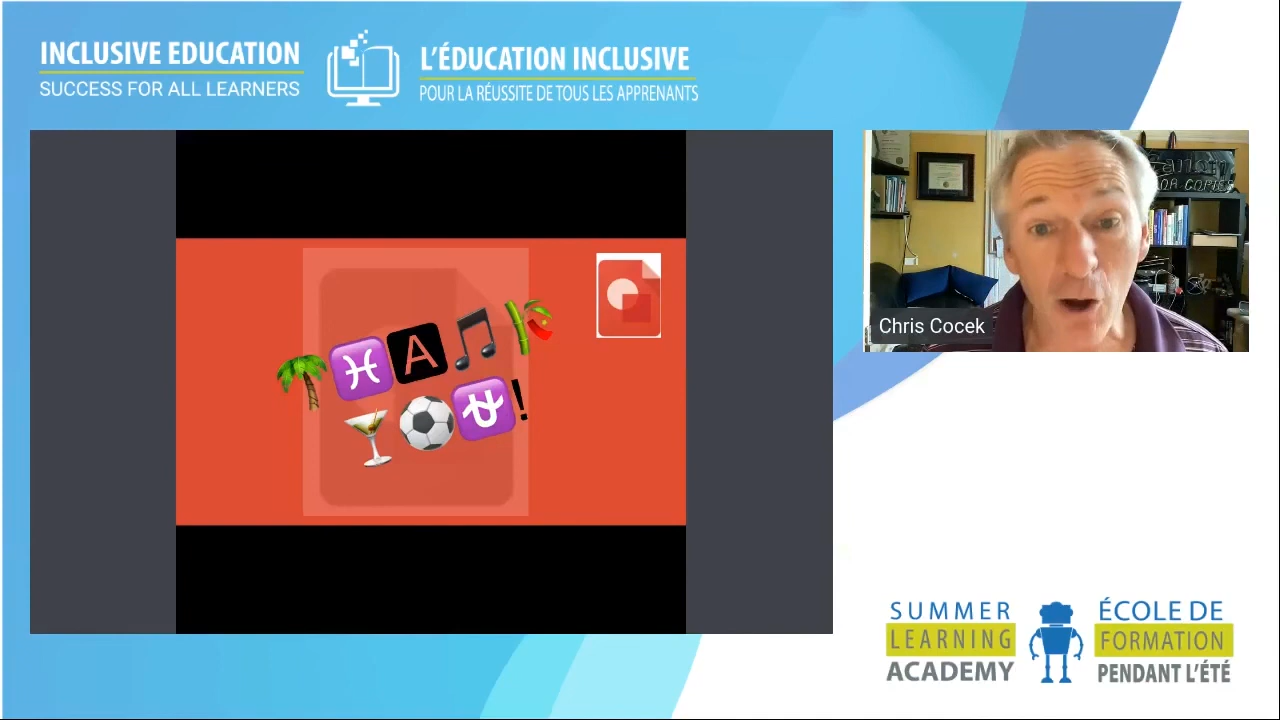 INCLUSIVE EDUCATION
SUCCESS FOR ALL LEARNERS
L'ÉDUCATION INCLUSIVE
POUR LA RÉUSSITE DE TOUS LES APPRENANTS
🌴♓🅰🎵🎋
🍸⚽⛎!
Chris Cocek
COPIES
SUMMER
LEARNING
ACADEMY
ÉCOLE DE
FORMATION
PENDANT L'ÉTÉ